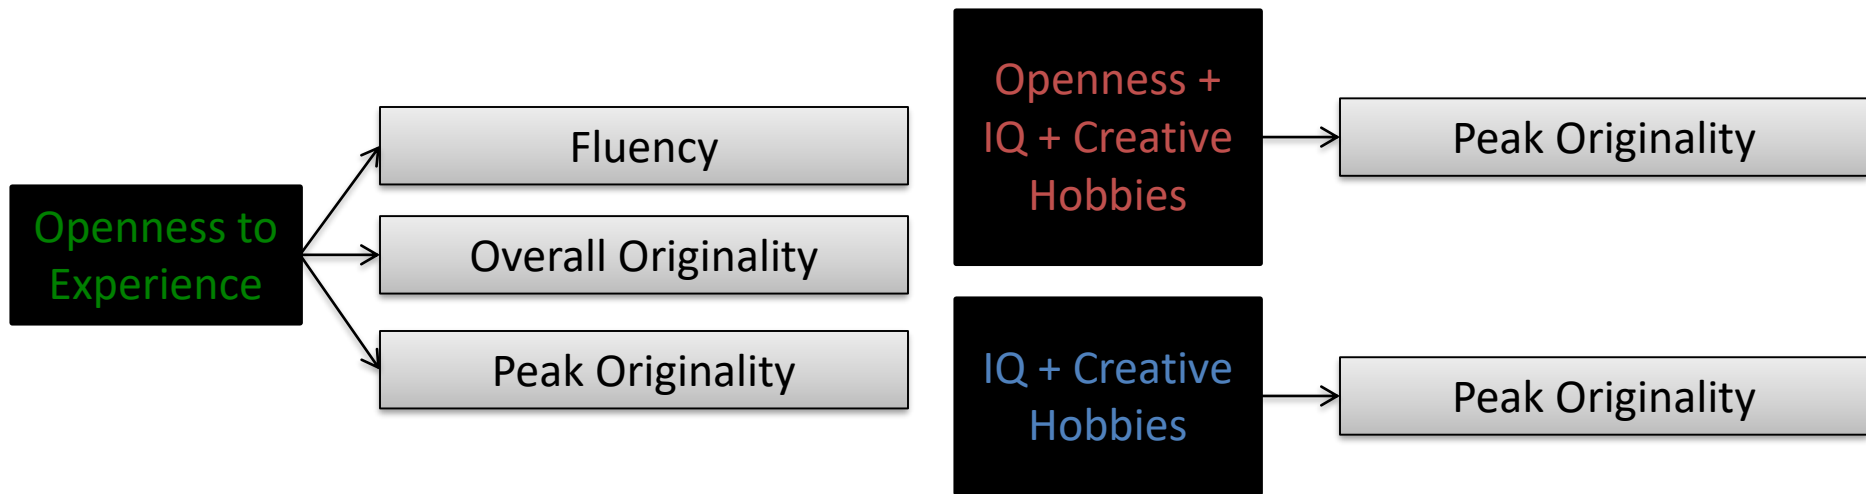 Openness to
Experience
Fluency
Overall Originality
Peak Originality
Openness +
IQ + Creative
Hobbies
Peak Originality
IQ + Creative
Hobbies
Peak Originality